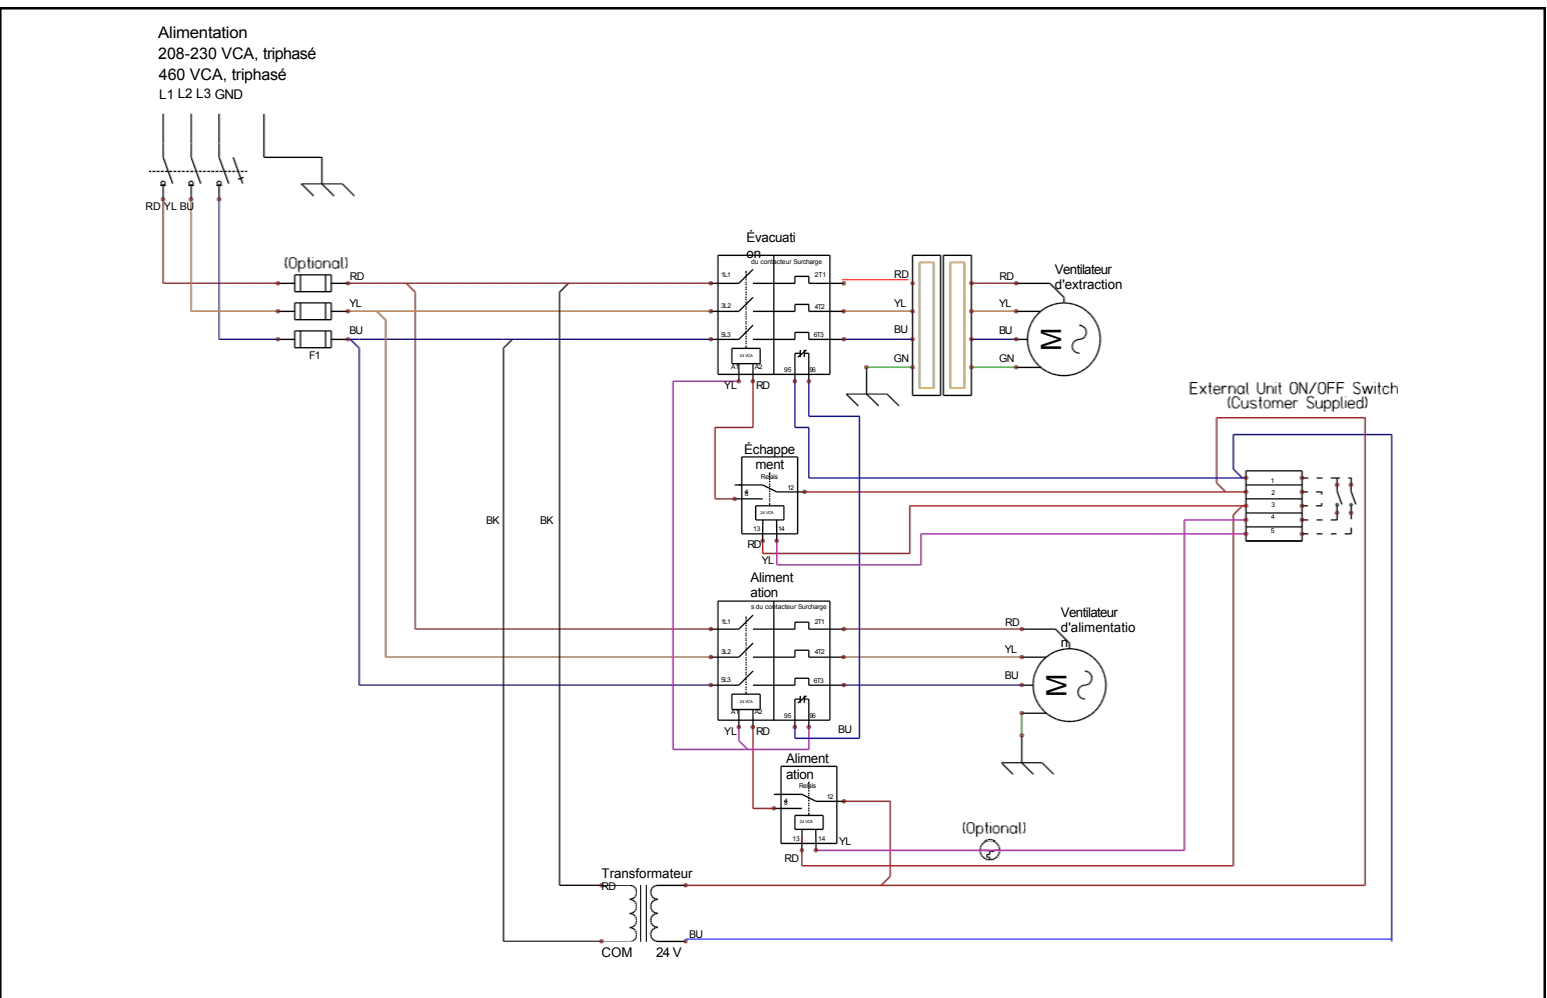 Alimentation
208-230 VCA, triphasé
460 VCA, triphasé
L1 L2 L3 GND
RD YL BU
(Optional)
RD
YL
BU
F1
Évacuati
on
du contacteur Surcharge
1L1 2T1
3L2 4T2
5L3 6T3
24 VCA
A1 A2 95 96
YL RD
RD
YL
BU
GN
RD
YL
BU
GN
Ventilateur
d'extraction
M
External Unit ON/OFF Switch
(Customer Supplied)
1
2
3
4
5
Échappe
ment
Relais
12
24 VCA
13 14
RD
YL
BK BK
Aliment
ation
s du contacteur Surcharge
1L1 2T1
3L2 4T2
5L3 6T3
24 VCA
A1 A2 95 96
YL RD
BU
RD
YL
BU
Ventilateur
d'alimentatio
n
M
Aliment
ation
Relais
12
24 VCA
13 14
YL
RD
(Optional)
Transformateur
RD
BU
COM 24 V